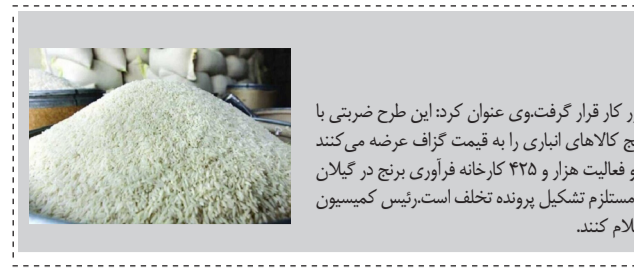 ر کار قرار گرفت.وی عنوان کرد: این طرح ضربتی با
ج کالاهای انباری را به قیمت گزاف عرضه می‌کنند
و فعالیت هزار و ۴۲۵ کارخانه فرآوری برنج در گیلان
مستلزم تشکیل پرونده تخلف است.رئیس کمیسیون
لام کنند.